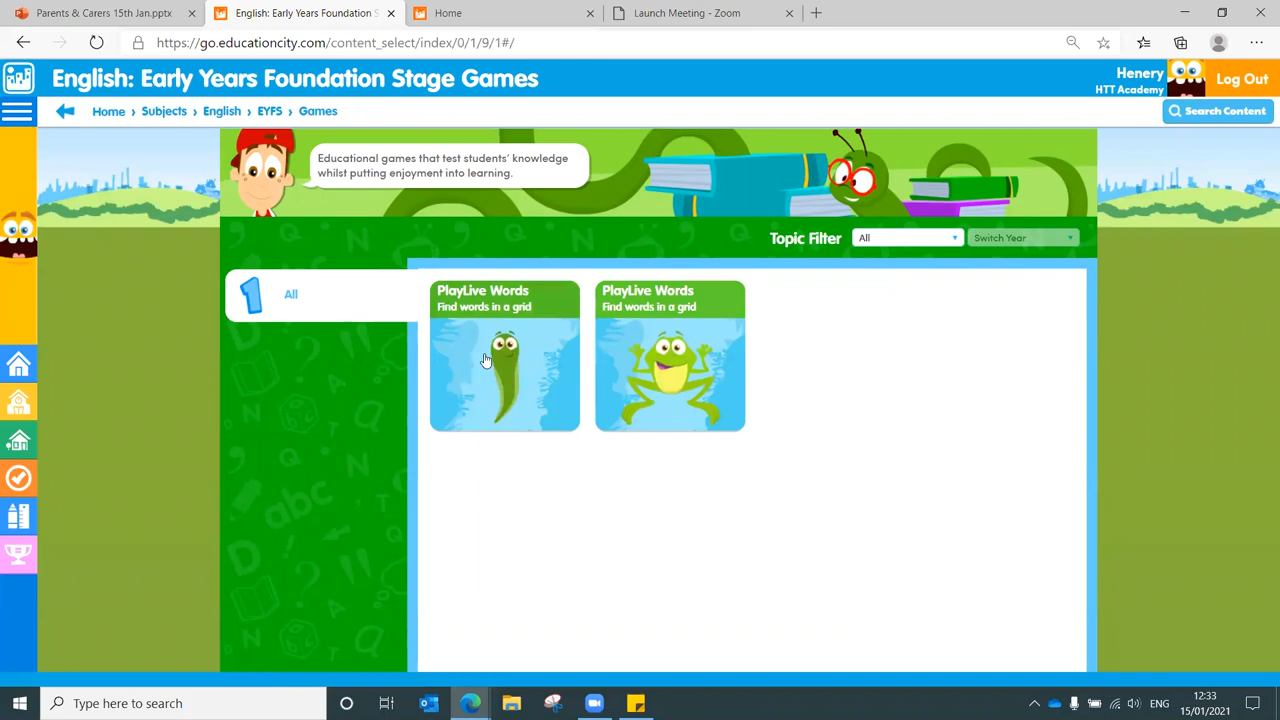 Parents & Carers 15th Jan.pptx
English: Early Years Foundation S
Home
Launch Meeting - Zoom
https://go.educationcity.com/content_select/index/0/1/9/1#/
English: Early Years Foundation Stage Games
Henery
HTT Academy
Log Out
Home › Subjects › English › EYFS › Games
Search Content
Educational games that test students' knowledge
whilst putting enjoyment into learning.
Topic Filter
All
Switch Year
1
All
PlayLive Words
Find words in a grid
PlayLive Words
Find words in a grid
Type here to search
ENG
12:33
15/01/2021